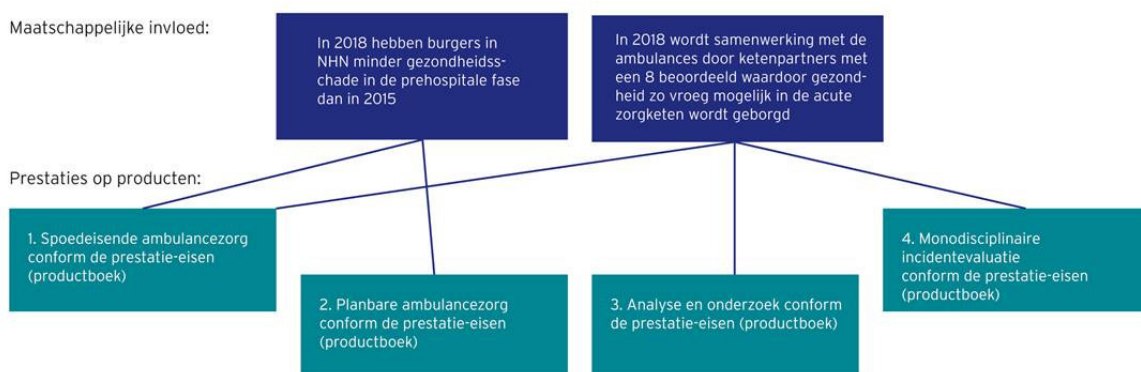 Maatschappelijke invloed:
In 2018 hebben burgers in
NHN minder gezondheidss-
chade in de prehospitale fase
dan in 2015
In 2018 wordt samenwerking met de
ambulances door ketenpartners met
een 8 beoordeeld waardoor gezond-
heid zo vroeg mogelijk in de acute
zorgketen wordt geborgd
Prestaties op producten:
1. Spoedeisende ambulancezorg
conform de prestatie-eisen
(productboek)
2. Planbare ambulancezorg
conform de prestatie-eisen
(productboek)
3. Analyse en onderzoek conform
de prestatie-eisen (productboek)
4. Monodisciplinaire
incidentevaluatie
conform de prestatie-eisen
(productboek)